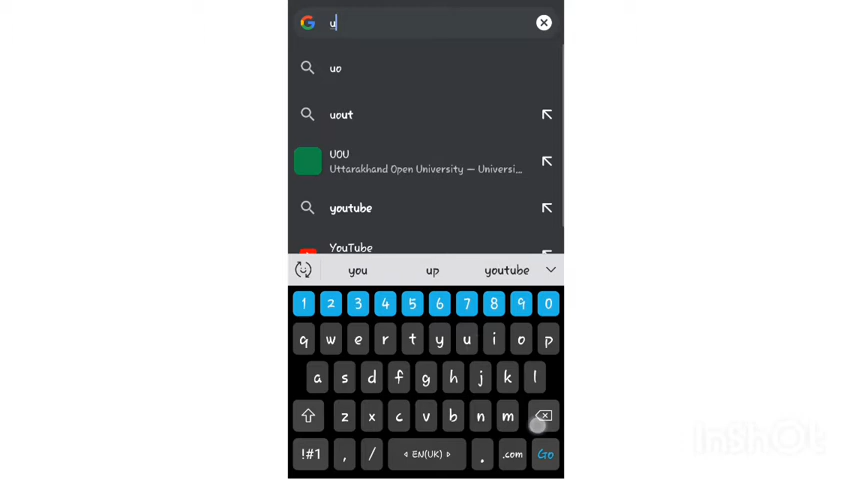 u
uo
uout
UOU
Uttarakhand Open University — Universi...
youtube
YouTube
you up youtube
1 2 3 4 5 6 7 8 9 0
q w e r t y u i o p
a s d f g h j k l
z x c v b n m
!#1 , / EN(UK) . .com Go
InShOt